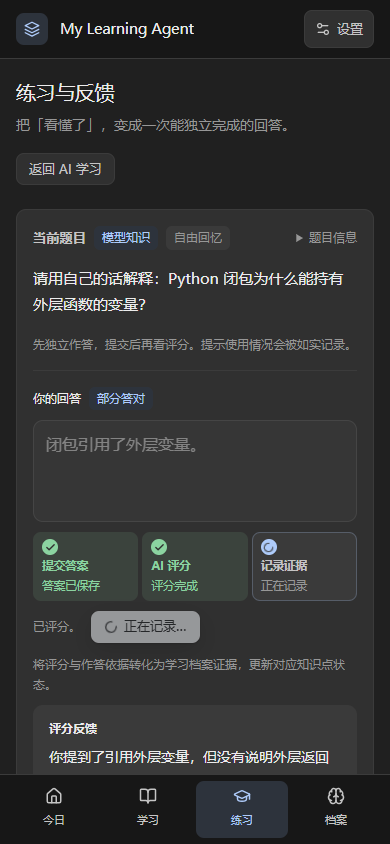 My Learning Agent
设置
练习与反馈
把「看懂了」，变成一次能独立完成的回答。
返回 AI 学习
当前题目 模型知识 自由回忆 ▶ 题目信息
请用自己的话解释：Python 闭包为什么能持有
外层函数的变量？
先独立作答，提交后再看评分。提示使用情况会被如实记录。
你的回答 部分答对
闭包引用了外层变量。
提交答案
答案已保存
AI 评分
评分完成
记录证据
正在记录
已评分。 正在记录...
将评分与作答依据转化为学习档案证据，更新对应知识点状
态。
评分反馈
你提到了引用外层变量，但没有说明外层返回
今日 学习 练习 档案